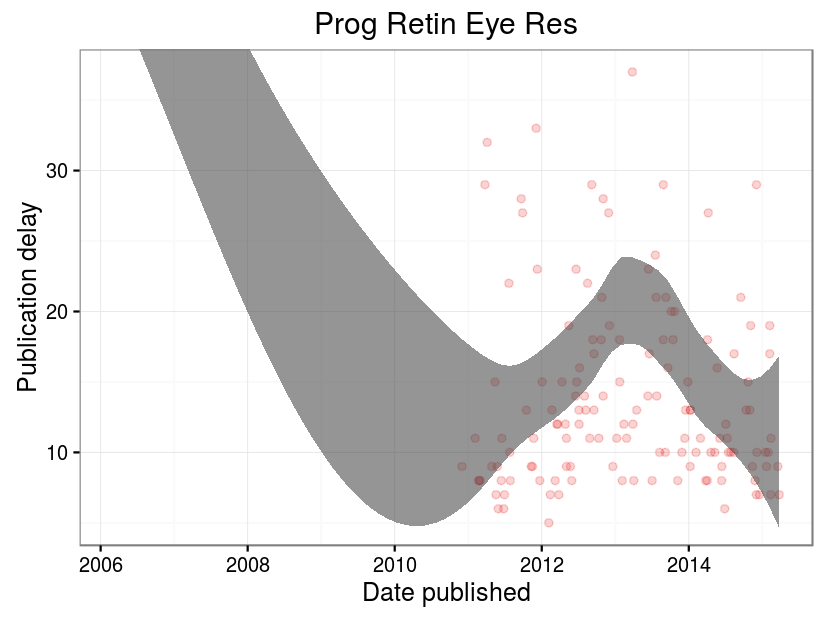 Prog Retin Eye Res
Publication delay
30
20
10
2006 2008 2010 2012 2014
Date published